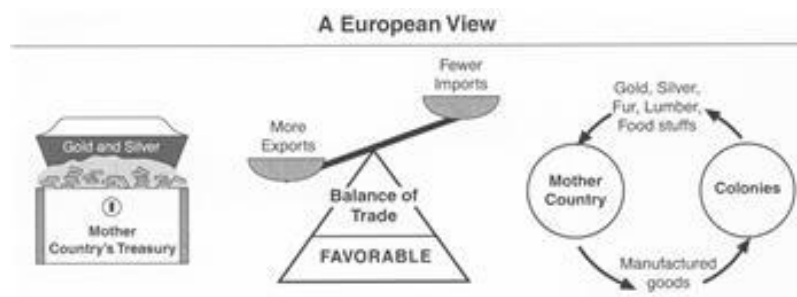 A European View
Gold and Silver
Mother
Country's Treasury
Fewer
Imports
More
Exports
Balance of
Trade
FAVORABLE
Gold, Silver,
Fur, Lumber,
Food stuffs
Mother
Country
Colonies
Manufactured
goods